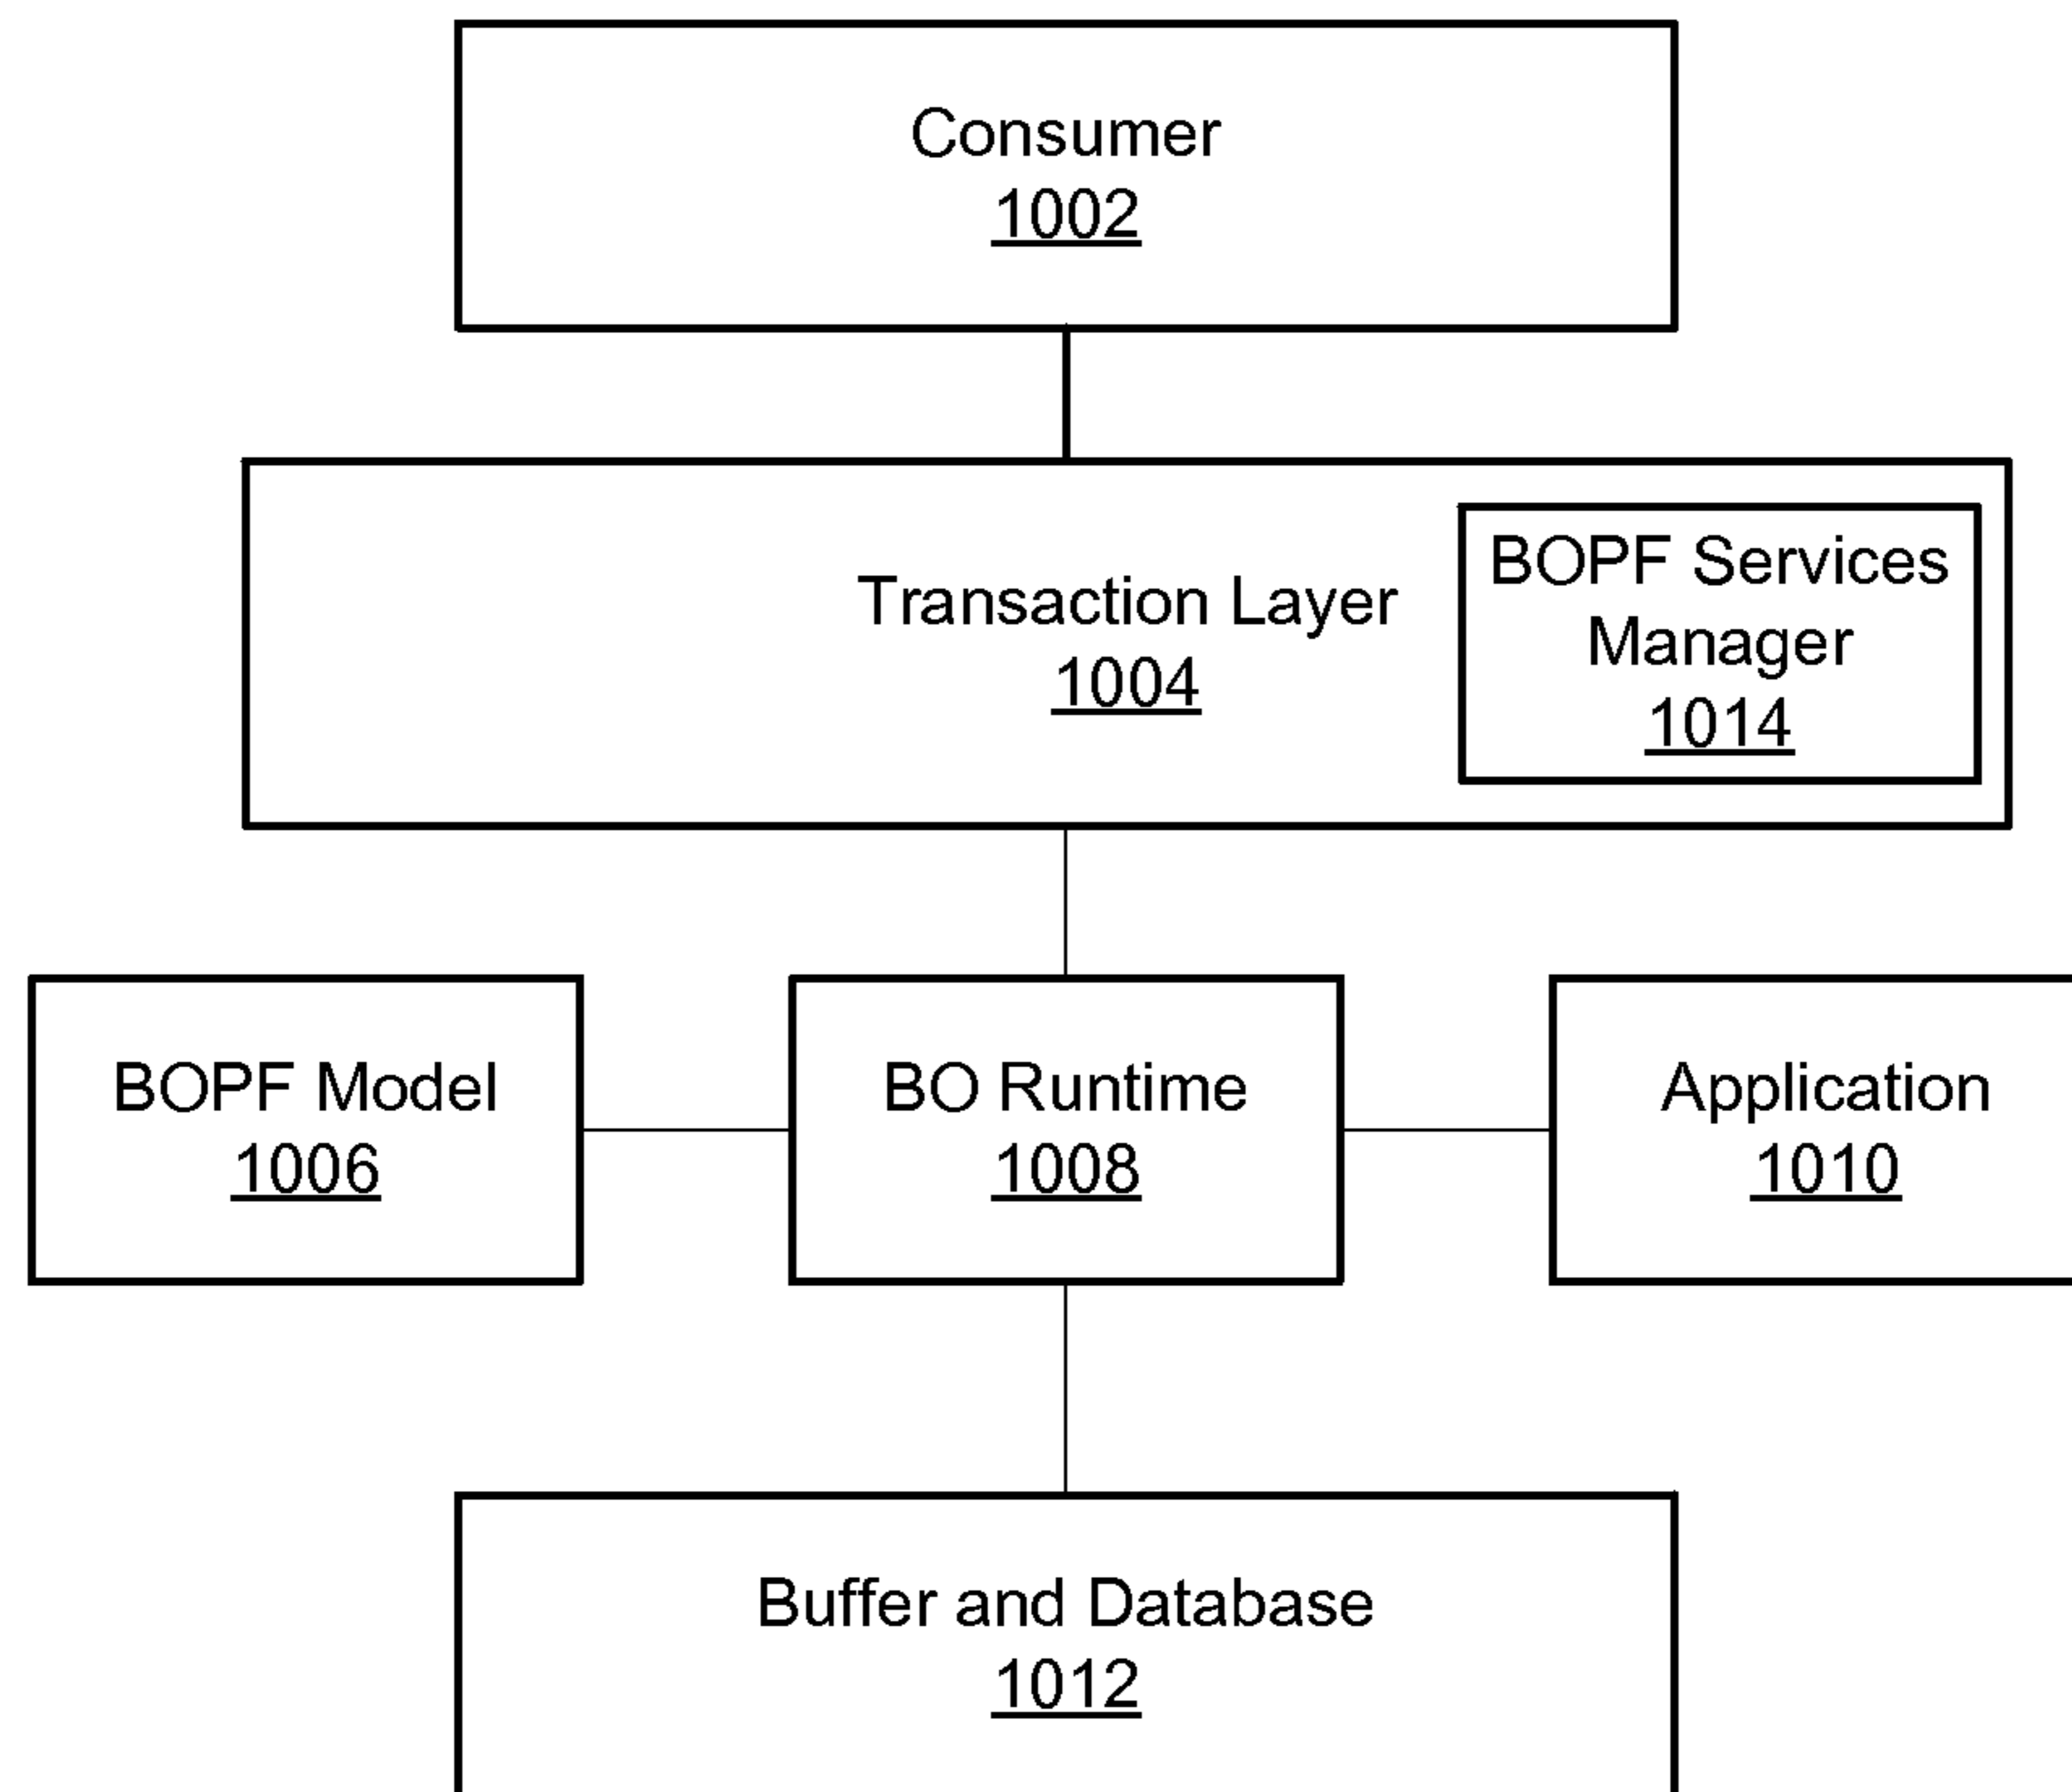 Consumer
1002
Transaction Layer
1004
BOPF Services
Manager
1014
BOPF Model
1006
BO Runtime
1008
Application
1010
Buffer and Database
1012